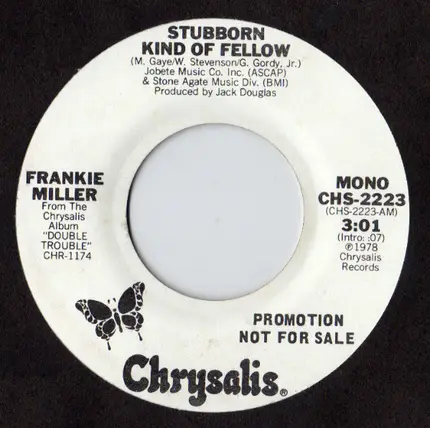 STUBBORN
KIND OF FELLOW
(M. Gaye/W. Stevenson/G. Gordy, Jr.)
Jobete Music Co. Inc. (ASCAP)
& Stone Agate Music Div. (BMI)
Produced by Jack Douglas
FRANKIE
MILLER
From The
Chrysalis
Album
"DOUBLE
TROUBLE"
CHR-1174
MONO
CHS-2223
(CHS-2223-AM)
3:01
(Intro: :07)
℗1978
Chrysalis
Records
PROMOTION
NOT FOR SALE
Chrysalis®